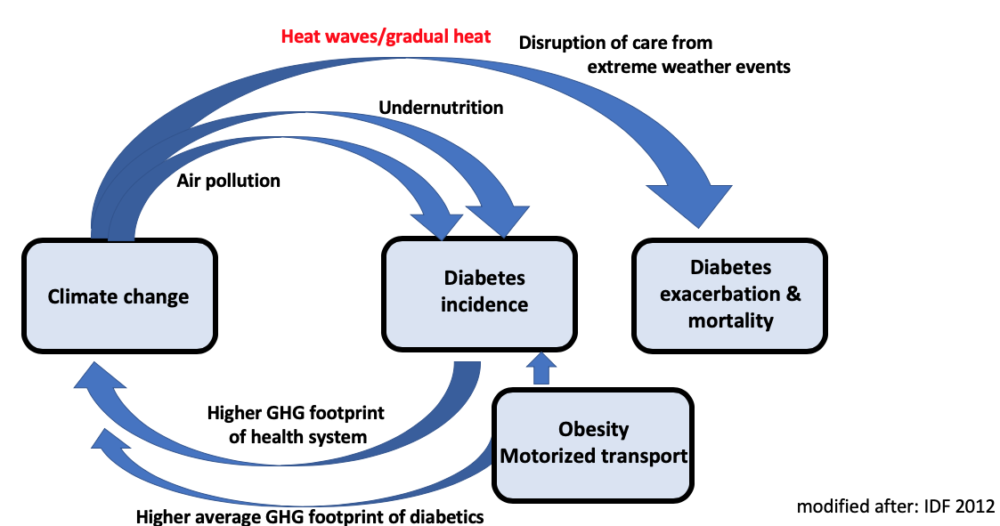 Heat waves/gradual heat
Disruption of care from
extreme weather events
Undernutrition
Air pollution
Climate change
Diabetes
incidence
Diabetes
exacerbation &
mortality
Higher GHG footprint
of health system
Obesity
Motorized transport
Higher average GHG footprint of diabetics
modified after: IDF 2012